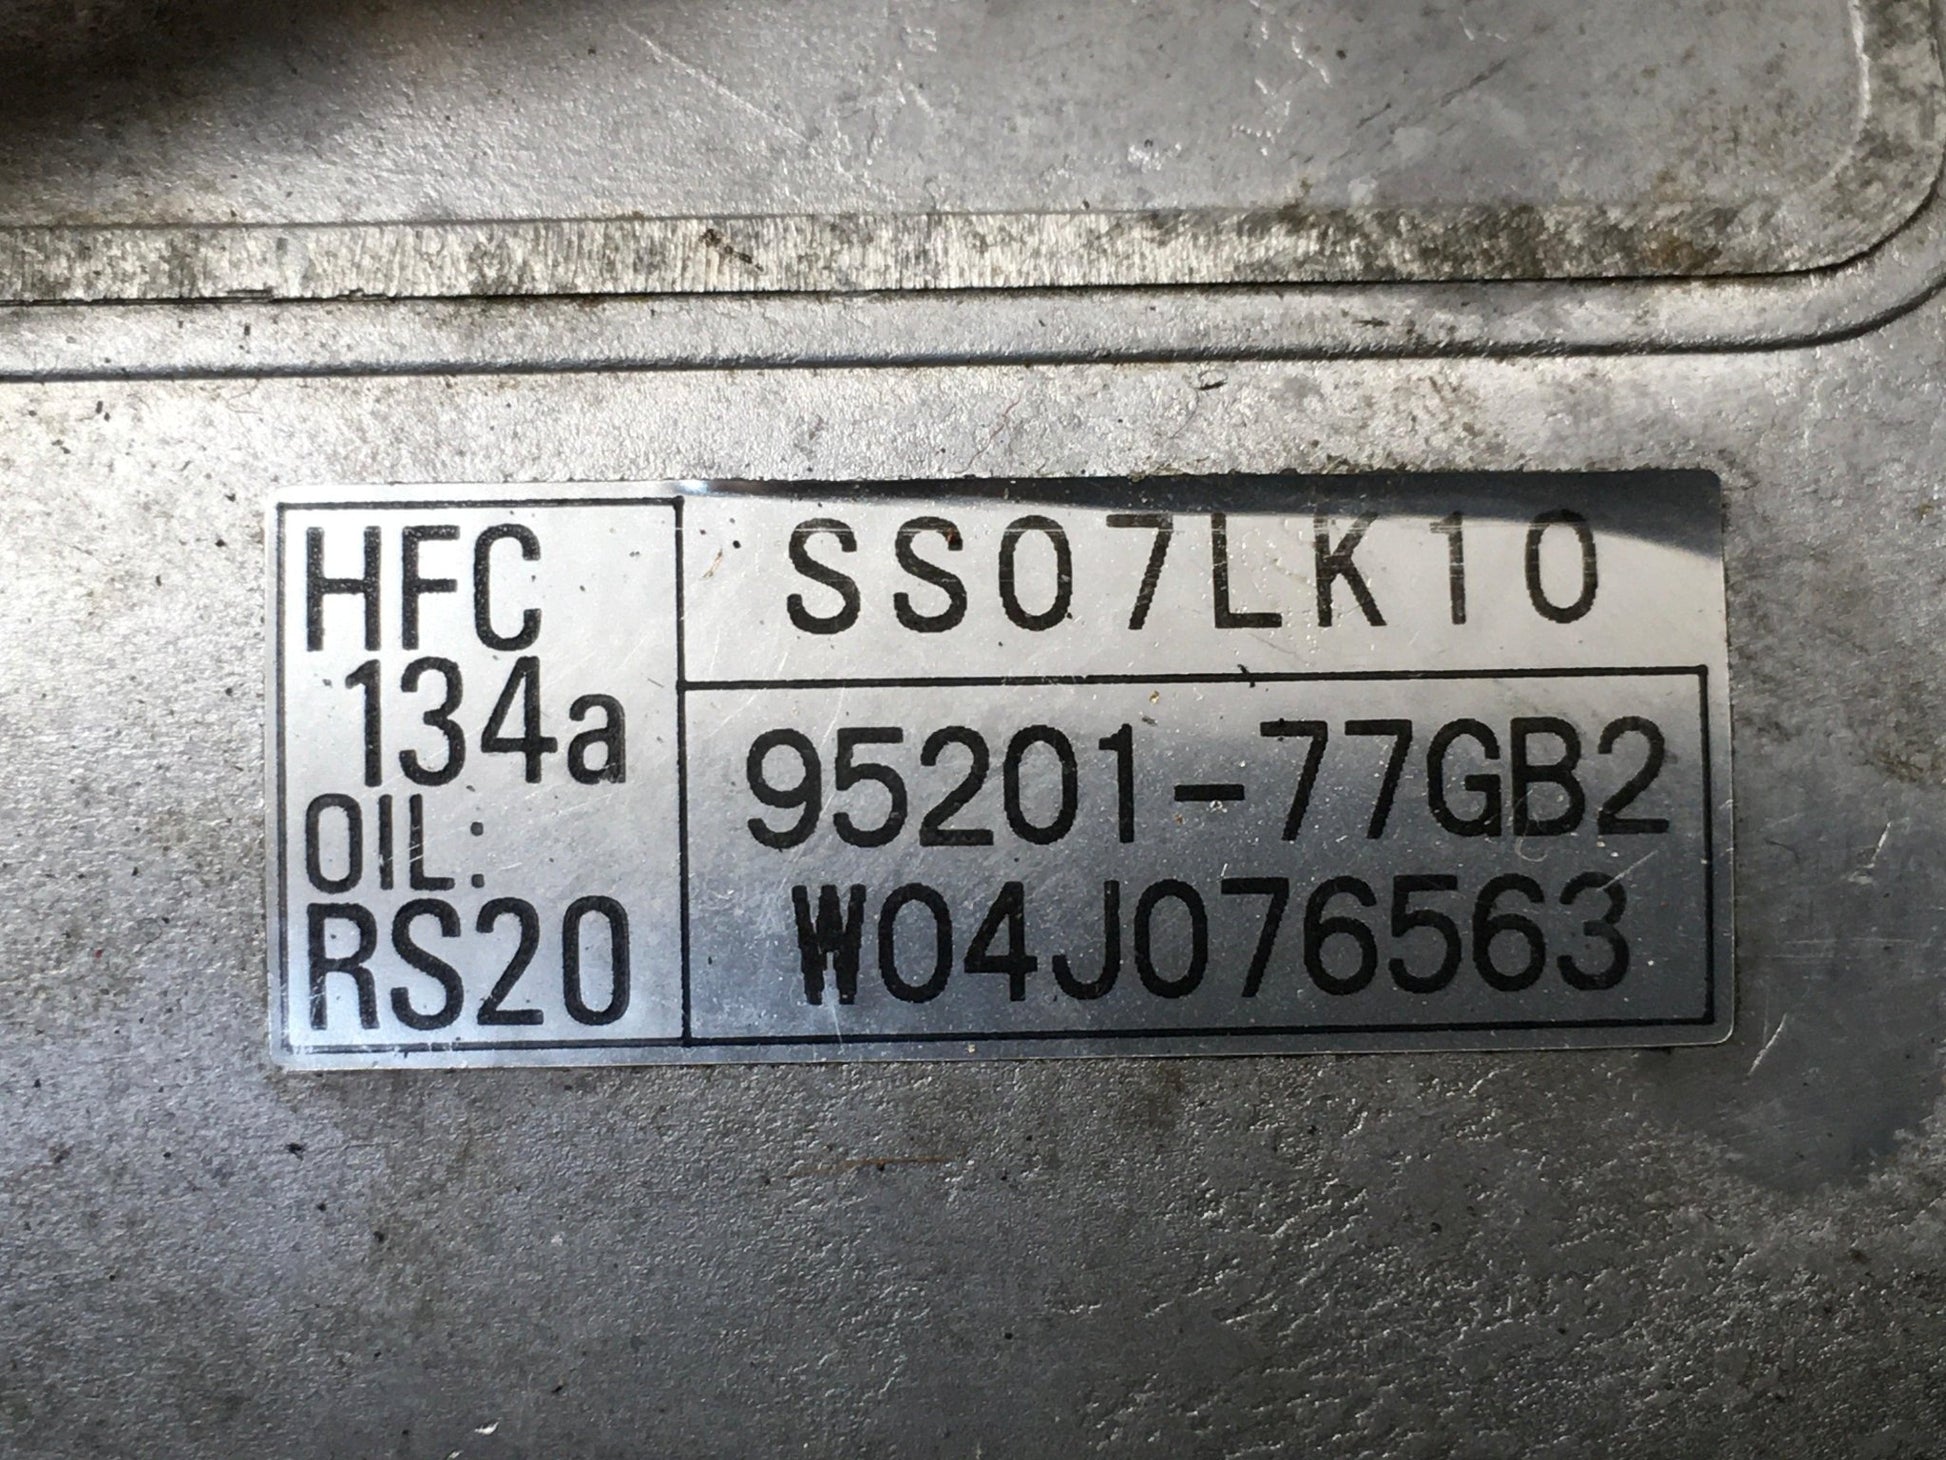 HFC
134a
OIL:
RS20
SS07LK10
95201-77GB2
W04J076563